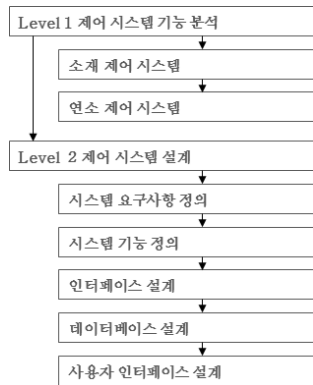 Level 1 제어 시스템 기능 분석
소재 제어 시스템
연소 제어 시스템
Level 2 제어 시스템 설계
시스템 요구사항 정의
시스템 기능 정의
인터페이스 설계
데이터베이스 설계
사용자 인터페이스 설계